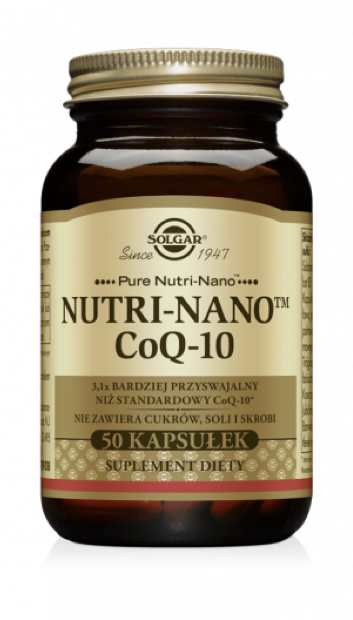 SOLGAR®
Since 1947
Pure Nutri-Nano™
NUTRI-NANO™
CoQ-10
3,1x BARDZIEJ PRZYSWAJALNY
NIŻ STANDARDOWY CoQ-10*
NIE ZAWIERA CUKRÓW, SOLI I SKROBI
50 KAPSUŁEK
SUPLEMENT DIETY